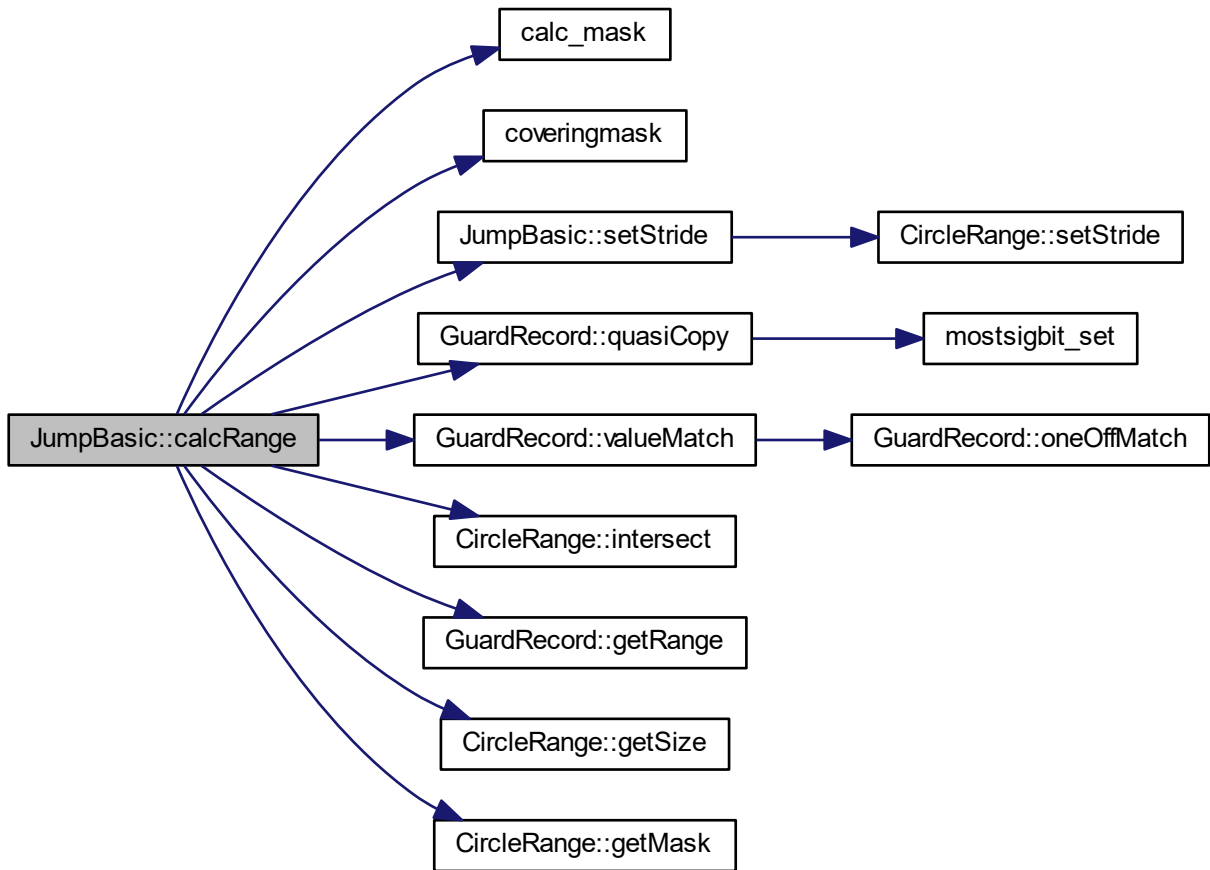 calc_mask
coveringmask
JumpBasic::setStride
CircleRange::setStride
GuardRecord::quasiCopy
mostsigbit_set
JumpBasic::calcRange
GuardRecord::valueMatch
GuardRecord::oneOffMatch
CircleRange::intersect
GuardRecord::getRange
CircleRange::getSize
CircleRange::getMask